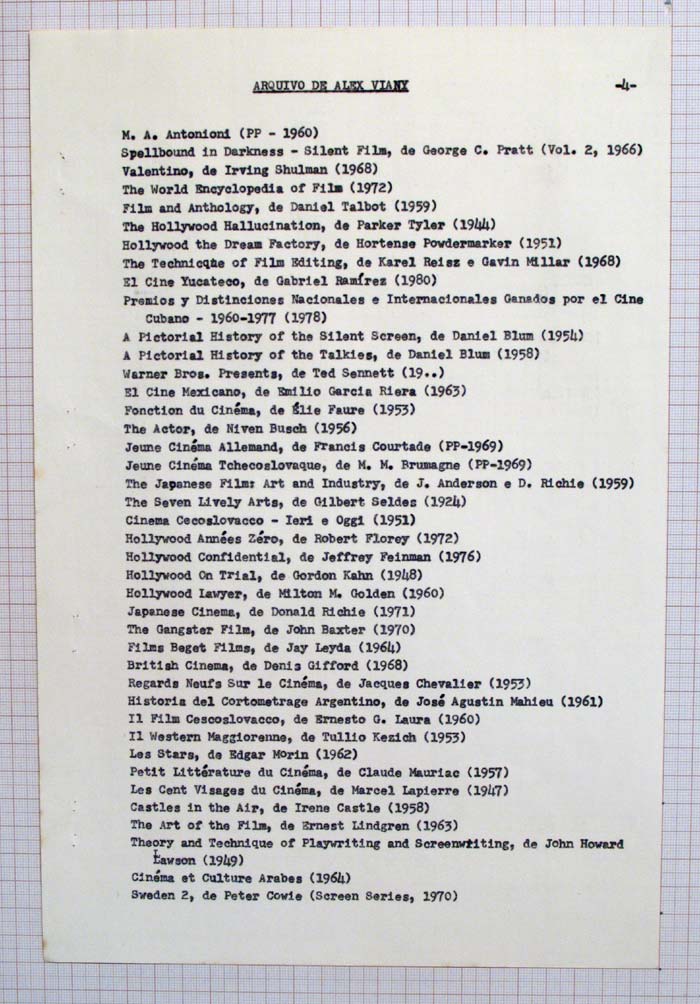 ARQUIVO DE ALEX VIANY -4-
M. A. Antonioni (PP - 1960)
Spellbound in Darkness - Silent Film, de George C. Pratt (Vol. 2, 1966)
Valentino, de Irving Shulman (1968)
The World Encyclopedia of Film (1972)
Film and Anthology, de Daniel Talbot (1959)
The Hollywood Hallucination, de Parker Tyler (1944)
Hollywood the Dream Factory, de Hortense Powdermarker (1951)
The Technicque of Film Editing, de Karel Reisz e Gavin Millar (1968)
El Cine Yucateco, de Gabriel Ramírez (1980)
Premios y Distinciones Nacionales e Internacionales Ganados por el Cine
Cubano - 1960-1977 (1978)
A Pictorial History of the Silent Screen, de Daniel Blum (1954)
A Pictorial History of the Talkies, de Daniel Blum (1958)
Warner Bros. Presents, de Ted Sennett (19..)
El Cine Mexicano, de Emilio Garcia Riera (1963)
Fonction du Cinéma, de Élie Faure (1953)
The Actor, de Niven Busch (1956)
Jeune Cinéma Allemand, de Francis Courtade (PP-1969)
Jeune Cinéma Tchecoslovaque, de M. M. Brumagne (PP-1969)
The Japanese Film: Art and Industry, de J. Anderson e D. Richie (1959)
The Seven Lively Arts, de Gilbert Seldes (1924)
Cinema Cecoslovacco - Ieri e Oggi (1951)
Hollywood Années Zéro, de Robert Florey (1972)
Hollywood Confidential, de Jeffrey Feinman (1976)
Hollywood On Trial, de Gordon Kahn (1948)
Hollywood Lawyer, de Milton M. Golden (1960)
Japanese Cinema, de Donald Richie (1971)
The Gangster Film, de John Baxter (1970)
Films Beget Films, de Jay Leyda (1964)
British Cinema, de Denis Gifford (1968)
Regards Neufs Sur le Cinéma, de Jacques Chevalier (1953)
Historia del Cortometrage Argentino, de José Agustin Mahieu (1961)
Il Film Cescoslovacco, de Ernesto G. Laura (1960)
Il Western Maggiorenne, de Tullio Kezich (1953)
Les Stars, de Edgar Morin (1962)
Petit Littérature du Cinéma, de Claude Mauriac (1957)
Les Cent Visages du Cinéma, de Marcel Lapierre (1947)
Castles in the Air, de Irene Castle (1958)
The Art of the Film, de Ernest Lindgren (1963)
Theory and Technique of Playwriting and Screenwriting, de John Howard
Lawson (1949)
Cinéma et Culture Arabes (1964)
Sweden 2, de Peter Cowie (Screen Series, 1970)